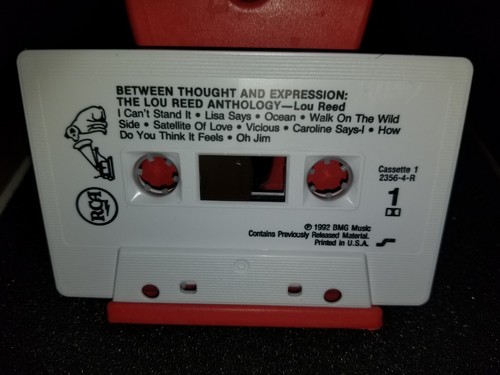 BETWEEN THOUGHT AND EXPRESSION:
THE LOU REED ANTHOLOGY—Lou Reed
I Can't Stand It • Lisa Says • Ocean • Walk On The Wild
Side • Satellite Of Love • Vicious • Caroline Says-I • How
Do You Think It Feels • Oh Jim
RCA
Cassette 1
2356-4-R
1
℗ 1992 BMG Music
Contains Previously Released Material.
Printed in U.S.A.